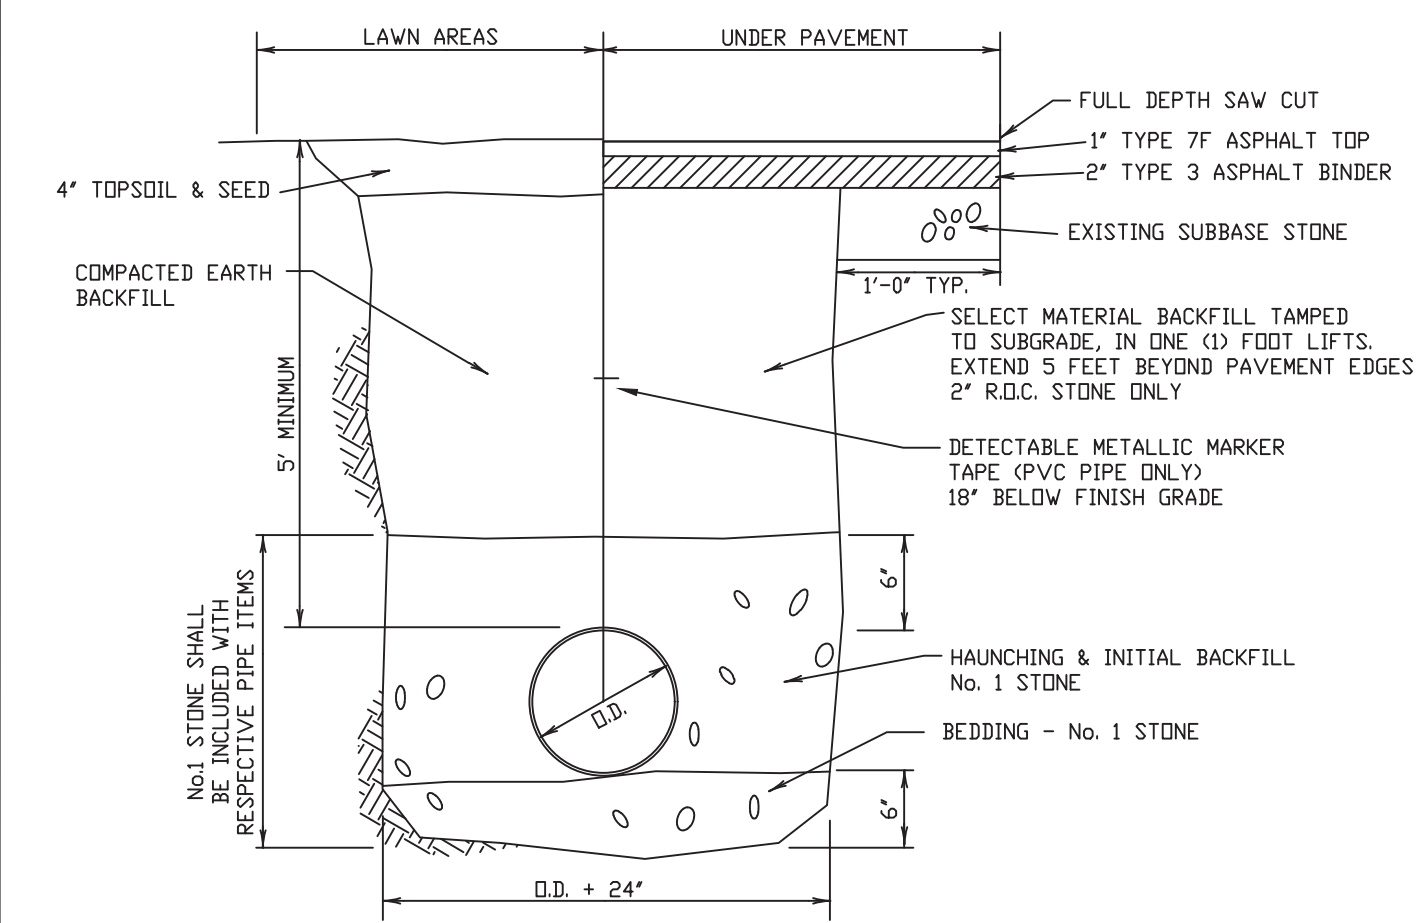 LAWN AREAS
UNDER PAVEMENT
FULL DEPTH SAW CUT
1" TYPE 7F ASPHALT TOP
2" TYPE 3 ASPHALT BINDER
4" TOPSOIL & SEED
EXISTING SUBBASE STONE
COMPACTED EARTH
BACKFILL
1'-0" TYP.
SELECT MATERIAL BACKFILL TAMPED
TO SUBGRADE, IN ONE (1) FOOT LIFTS.
EXTEND 5 FEET BEYOND PAVEMENT EDGES
2" R.O.C. STONE ONLY
5' MINIMUM
DETECTABLE METALLIC MARKER
TAPE (PVC PIPE ONLY)
18" BELOW FINISH GRADE
6"
No.1 STONE SHALL
BE INCLUDED WITH
RESPECTIVE PIPE ITEMS
HAUNCHING & INITIAL BACKFILL
No. 1 STONE
O.D.
BEDDING - No. 1 STONE
6"
O.D. + 24"